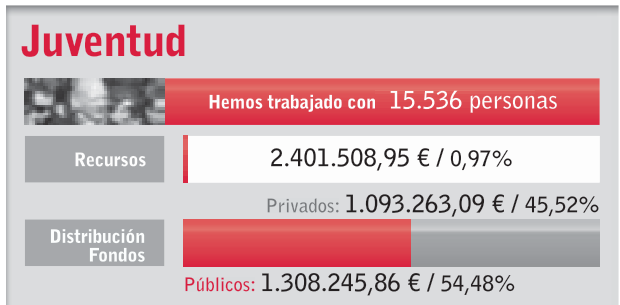 Juventud
Hemos trabajado con 15.536 personas
Recursos
2.401.508,95 € / 0,97%
Privados: 1.093.263,09 € / 45,52%
Distribución
Fondos
Públicos: 1.308.245,86 € / 54,48%